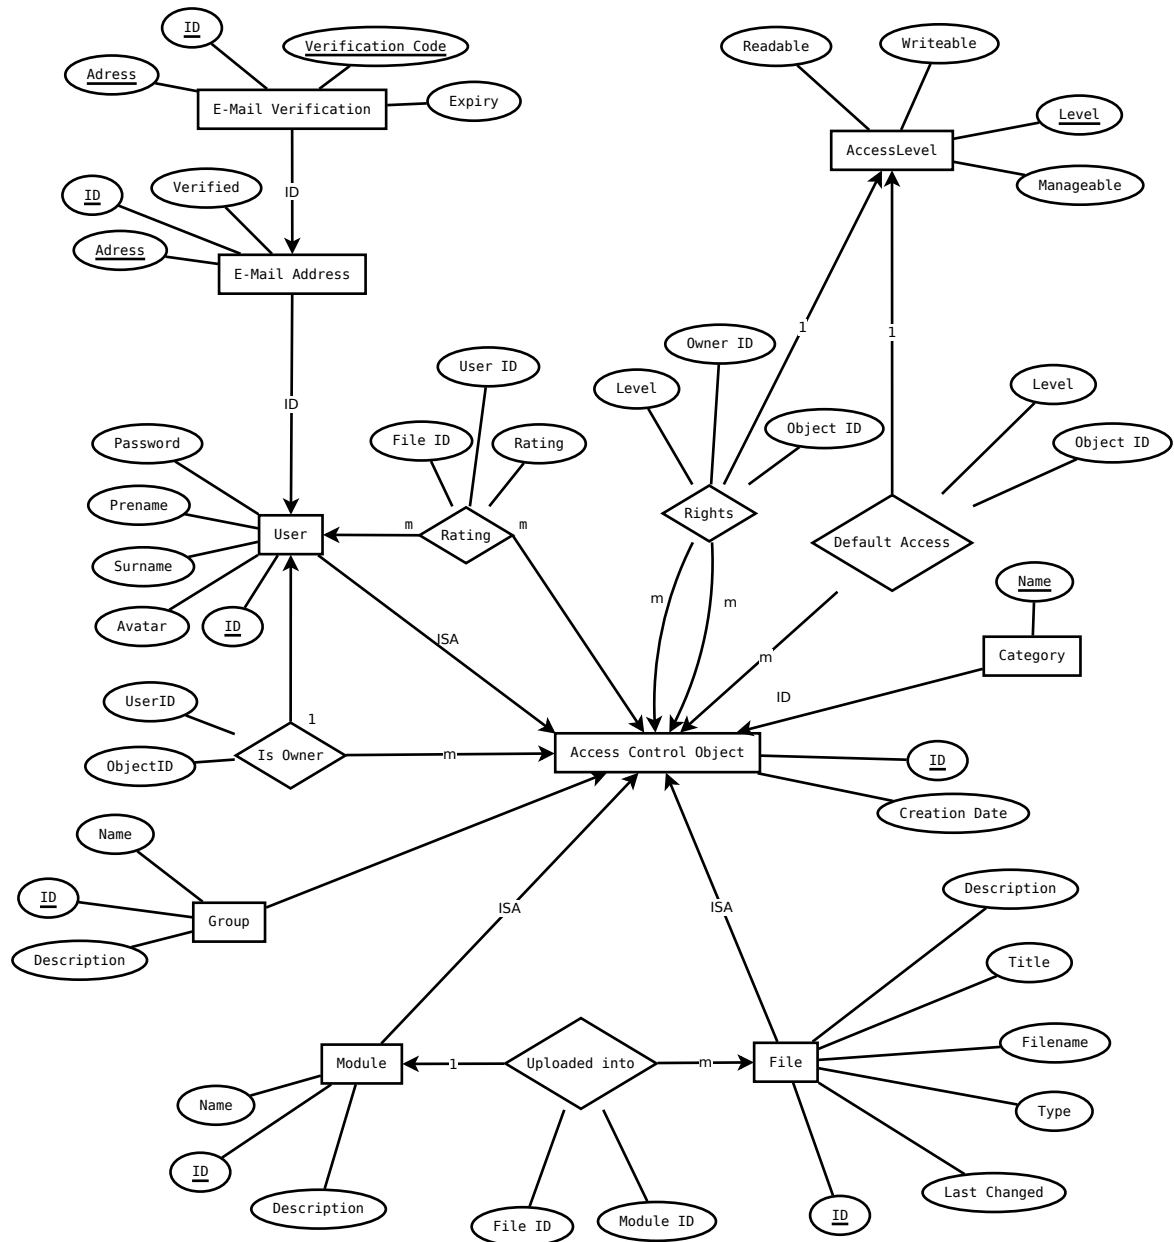 ID
Verification Code
Adress
E-Mail Verification
Expiry
Readable
Writeable
Level
AccessLevel
Manageable
ID
Verified
ID
Adress
E-Mail Address
1
1
Owner ID
User ID
Level
Level
ID
Object ID
Object ID
File ID
Rating
Password
Prename
Rights
m
m
User
Rating
Default Access
Surname
Name
m
m
Avatar
ID
ISA
m
Category
ID
UserID
1
Is Owner
m
Access Control Object
ID
ObjectID
Creation Date
Name
Description
ID
ISA
ISA
Group
Description
Title
Filename
Module
1
Uploaded into
m
File
Name
Type
ID
Description
Last Changed
File ID
Module ID
ID